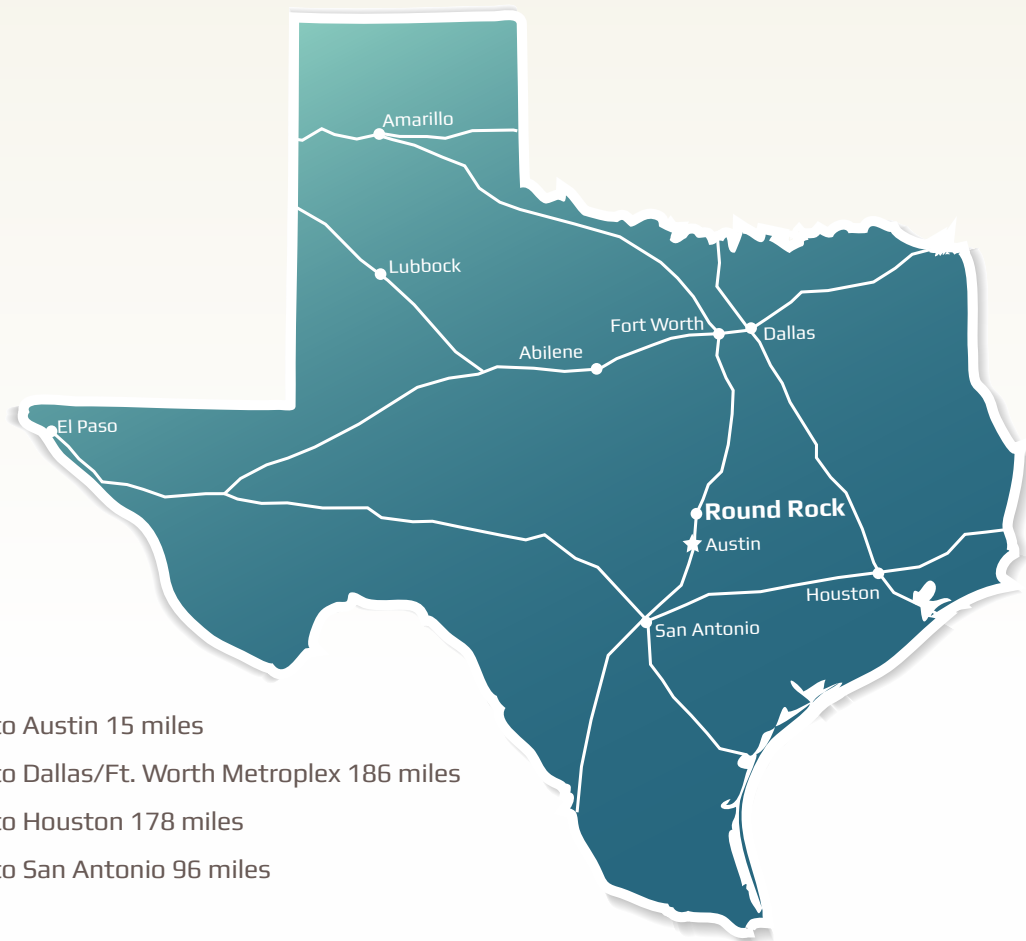 Amarillo
Lubbock
Fort Worth
Dallas
Abilene
El Paso
Round Rock
Austin
Houston
San Antonio
to Austin 15 miles
to Dallas/Ft. Worth Metroplex 186 miles
to Houston 178 miles
to San Antonio 96 miles